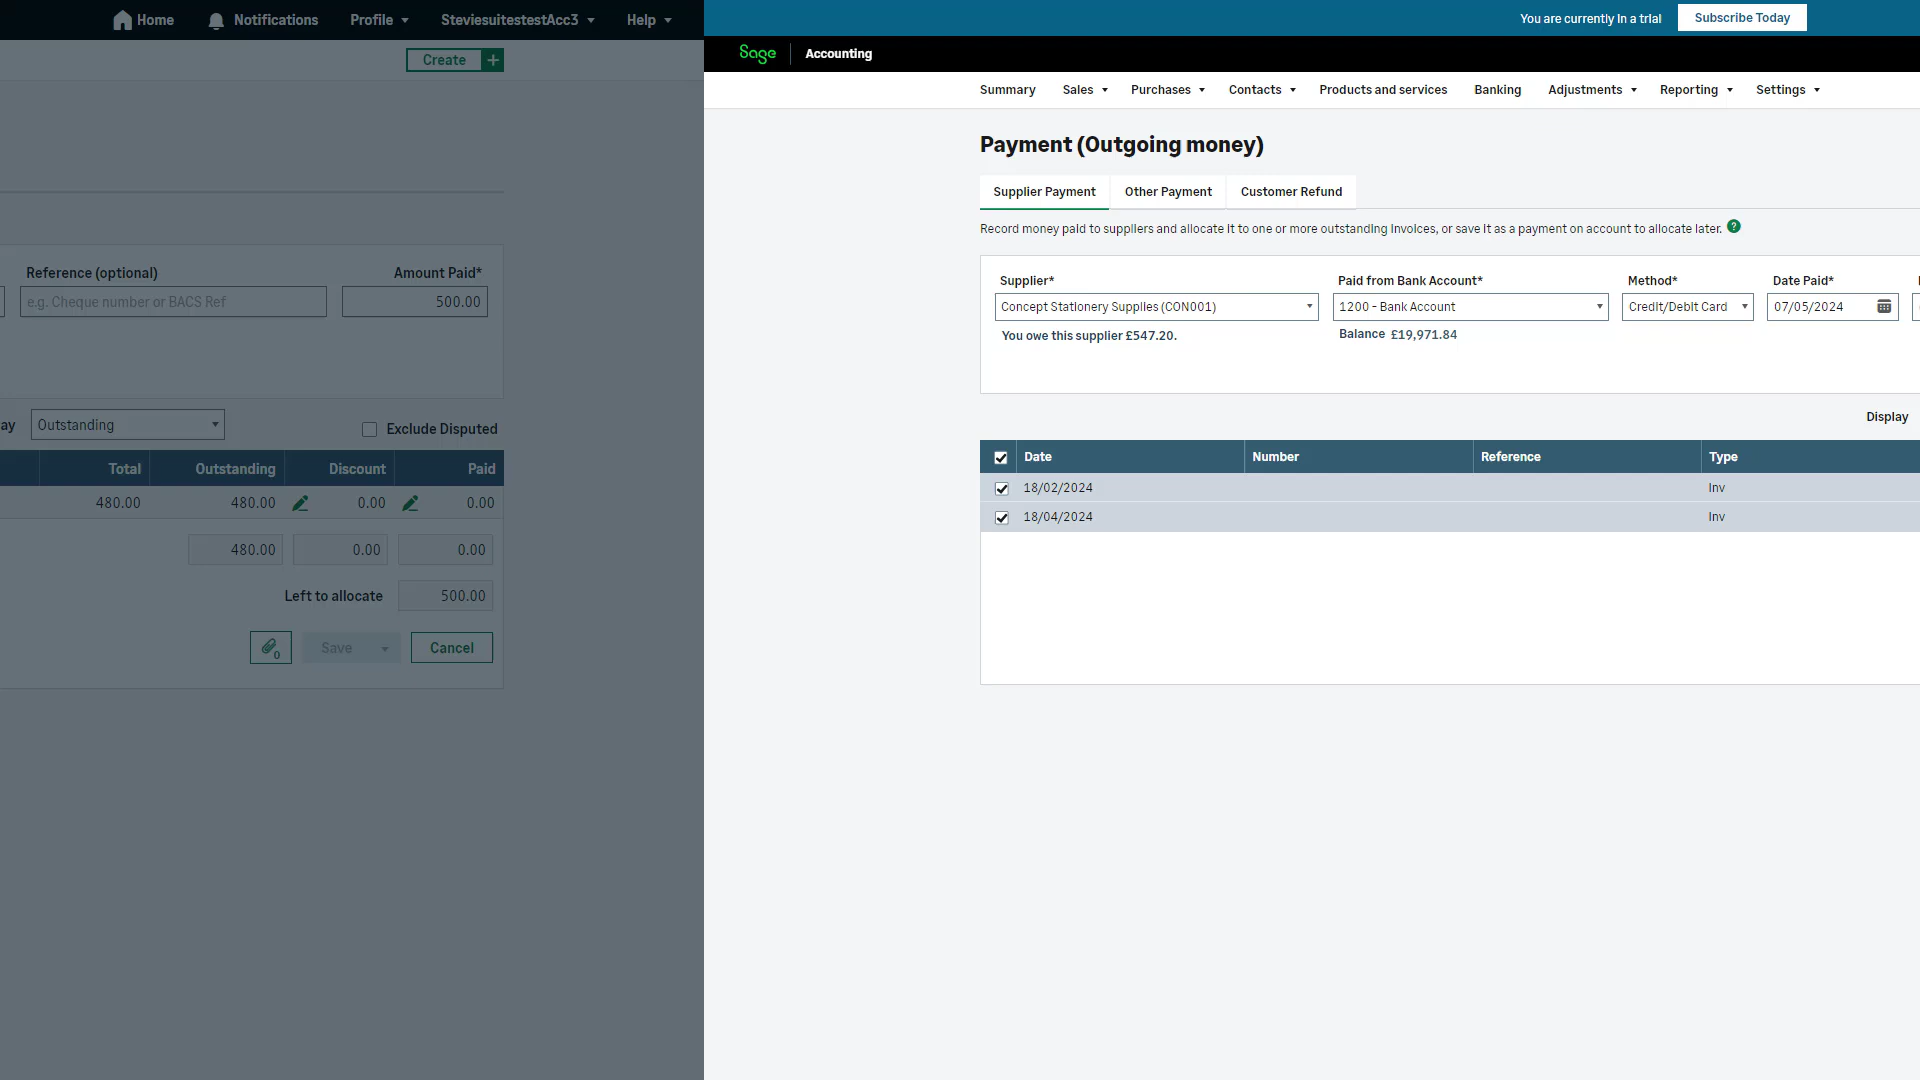 Home Notifications Profile SteviesuitestestAcc3 Help
Create +
Reference (optional) Amount Paid*
e.g. Cheque number or BACS Ref 500.00
ay Outstanding Exclude Disputed
Total Outstanding Discount Paid
480.00 480.00 0.00 0.00
480.00 0.00 0.00
Left to allocate 500.00
0 Save Cancel
You are currently in a trial Subscribe Today
Sage Accounting
Summary Sales Purchases Contacts Products and services Banking Adjustments Reporting Settings
Payment (Outgoing money)
Supplier Payment Other Payment Customer Refund
Record money paid to suppliers and allocate it to one or more outstanding invoices, or save it as a payment on account to allocate later. ?
Supplier* Paid from Bank Account* Method* Date Paid*
Concept Stationery Supplies (CON001) 1200 - Bank Account Credit/Debit Card 07/05/2024
You owe this supplier £547.20. Balance £19,971.84
Display
Date Number Reference Type
18/02/2024 Inv
18/04/2024 Inv